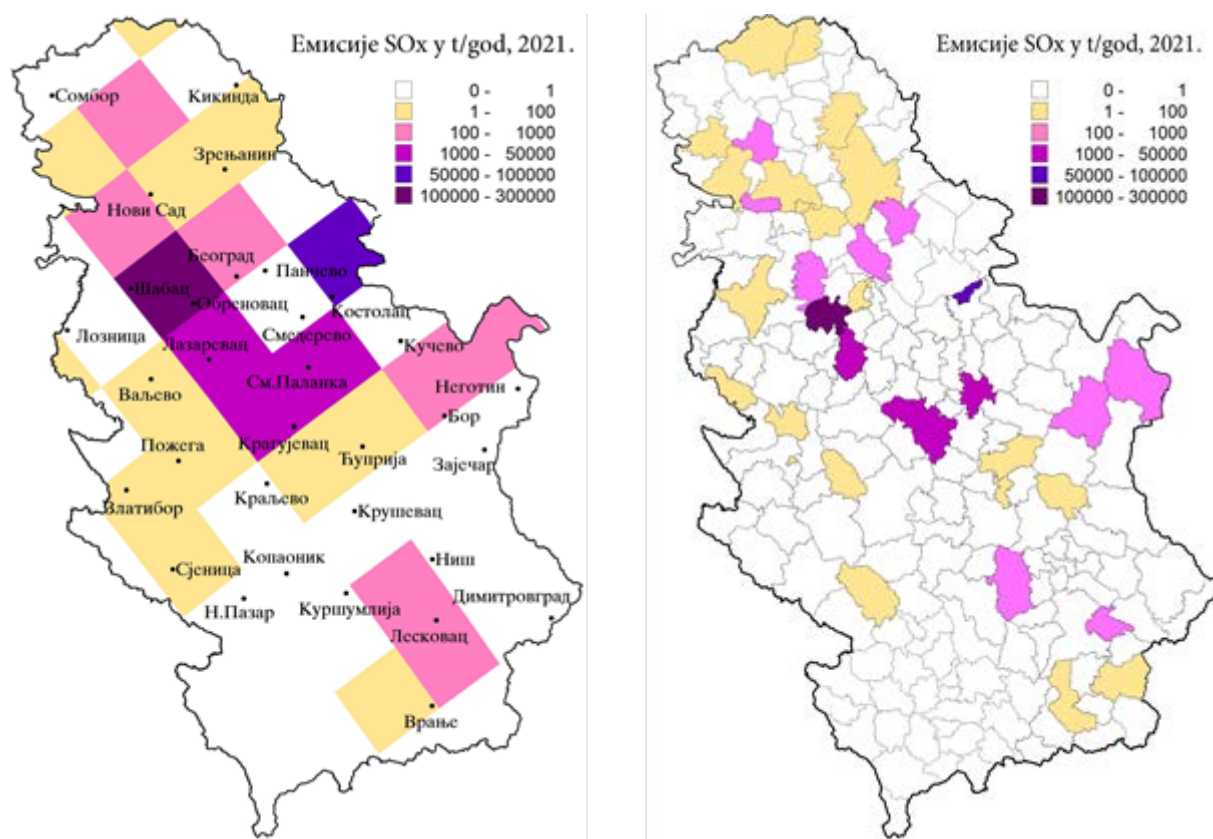 Емисије SOx у t/god, 2021.
0 - 1
1 - 100
100 - 1000
1000 - 50000
50000 - 100000
100000 - 300000
Сомбор
Кикинда
Зрењанин
Нови Сад
Београд
Панчево
Шабац
Обреновац
Костолац
Лозница
Смедерево
Лазаревац
Кучево
См.Паланка
Ваљево
Неготин
Бор
Пожега
Крагујевац
Ћуприја
Зајечар
Златибор
Краљево
Крушевац
Копаоник
Ниш
Сјеница
Н.Пазар
Куршумлија
Димитровград
Лесковац
Врање
Емисије SOx у t/god, 2021.
0 - 1
1 - 100
100 - 1000
1000 - 50000
50000 - 100000
100000 - 300000